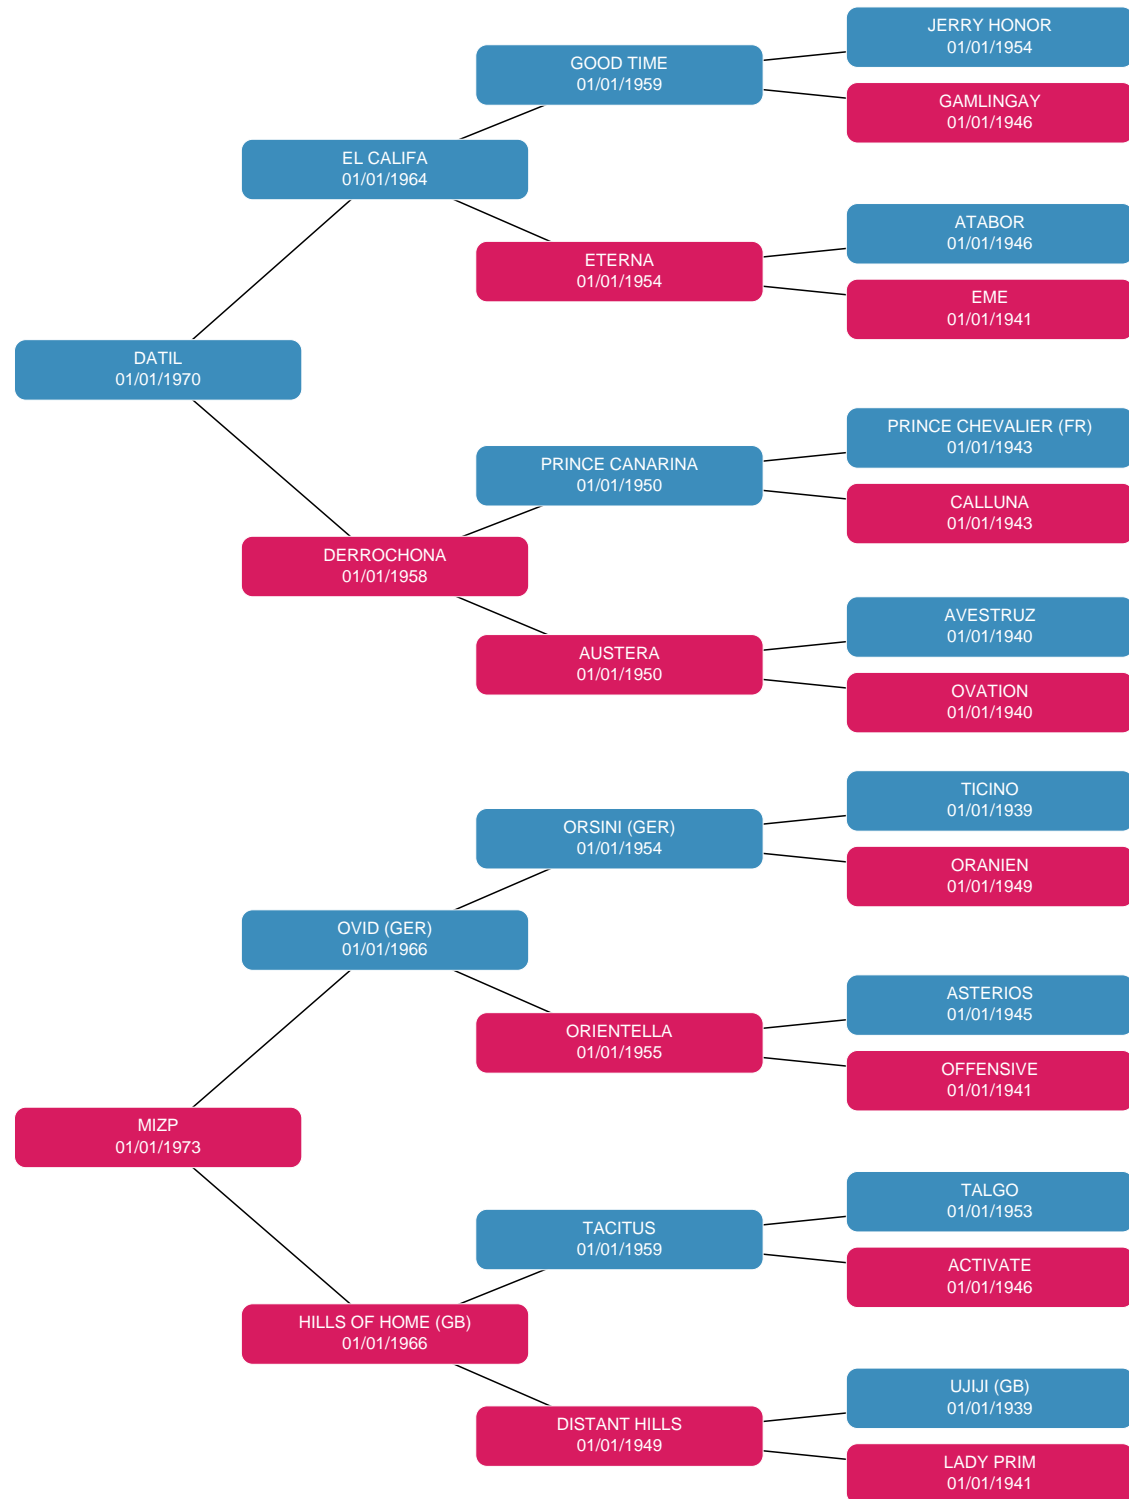 JERRY HONOR
01/01/1954
GOOD TIME
01/01/1959
GAMLINGAY
01/01/1946
EL CALIFA
01/01/1964
ATABOR
01/01/1946
ETERNA
01/01/1954
EME
01/01/1941
DATIL
01/01/1970
PRINCE CHEVALIER (FR)
01/01/1943
PRINCE CANARINA
01/01/1950
CALLUNA
01/01/1943
DERROCHONA
01/01/1958
AVESTRUZ
01/01/1940
AUSTERA
01/01/1950
OVATION
01/01/1940
TICINO
01/01/1939
ORSINI (GER)
01/01/1954
ORANIEN
01/01/1949
OVID (GER)
01/01/1966
ASTERIOS
01/01/1945
ORIENTELLA
01/01/1955
OFFENSIVE
01/01/1941
MIZP
01/01/1973
TALGO
01/01/1953
TACITUS
01/01/1959
ACTIVATE
01/01/1946
HILLS OF HOME (GB)
01/01/1966
UJIJI (GB)
01/01/1939
DISTANT HILLS
01/01/1949
LADY PRIM
01/01/1941